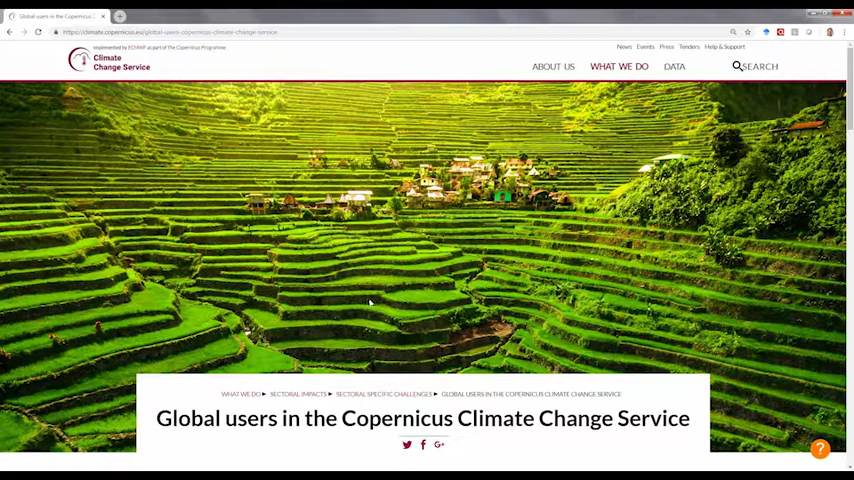 Global users in the Copernicus
https://climate.copernicus.eu/global-users-copernicus-climate-change-service
Implemented by ECMWF as part of The Copernicus Programme
Climate
Change Service
News Events Press Tenders Help & Support
ABOUT US WHAT WE DO DATA SEARCH
WHAT WE DO SECTORAL IMPACTS SECTORAL SPECIFIC CHALLENGES GLOBAL USERS IN THE COPERNICUS CLIMATE CHANGE SERVICE
Global users in the Copernicus Climate Change Service
G+
?